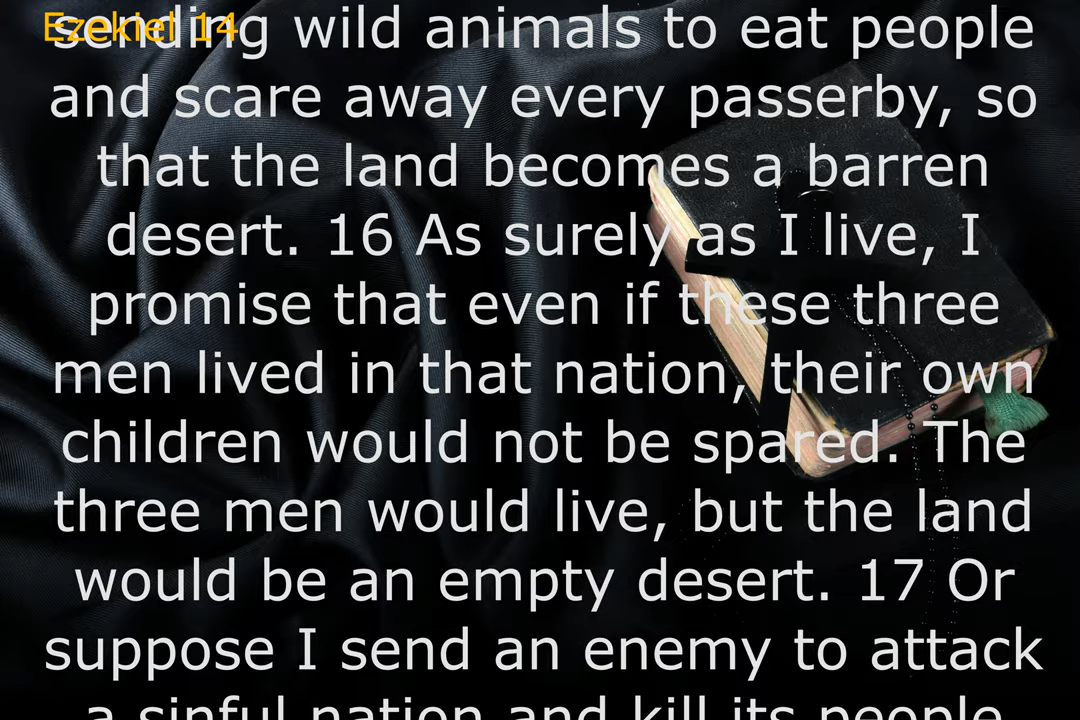 Ezekiel 14
sending wild animals to eat people
and scare away every passerby, so
that the land becomes a barren
desert. 16 As surely as I live, I
promise that even if these three
men lived in that nation, their own
children would not be spared. The
three men would live, but the land
would be an empty desert. 17 Or
suppose I send an enemy to attack
a sinful nation and kill its people